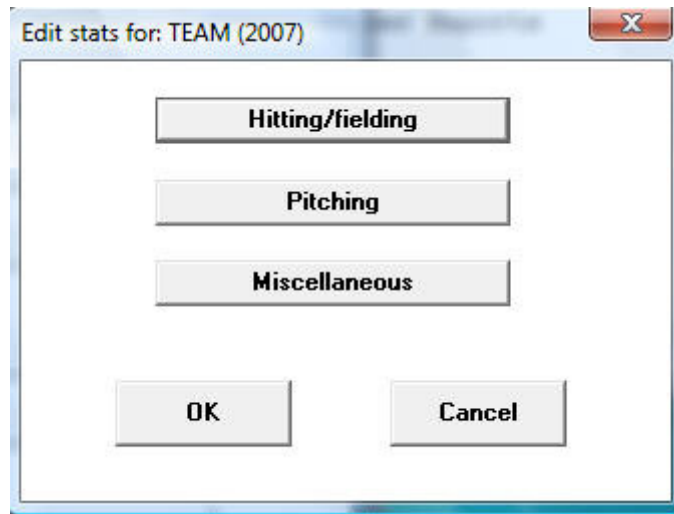 Edit stats for: TEAM (2007)
Hitting/fielding
Pitching
Miscellaneous
OK
Cancel